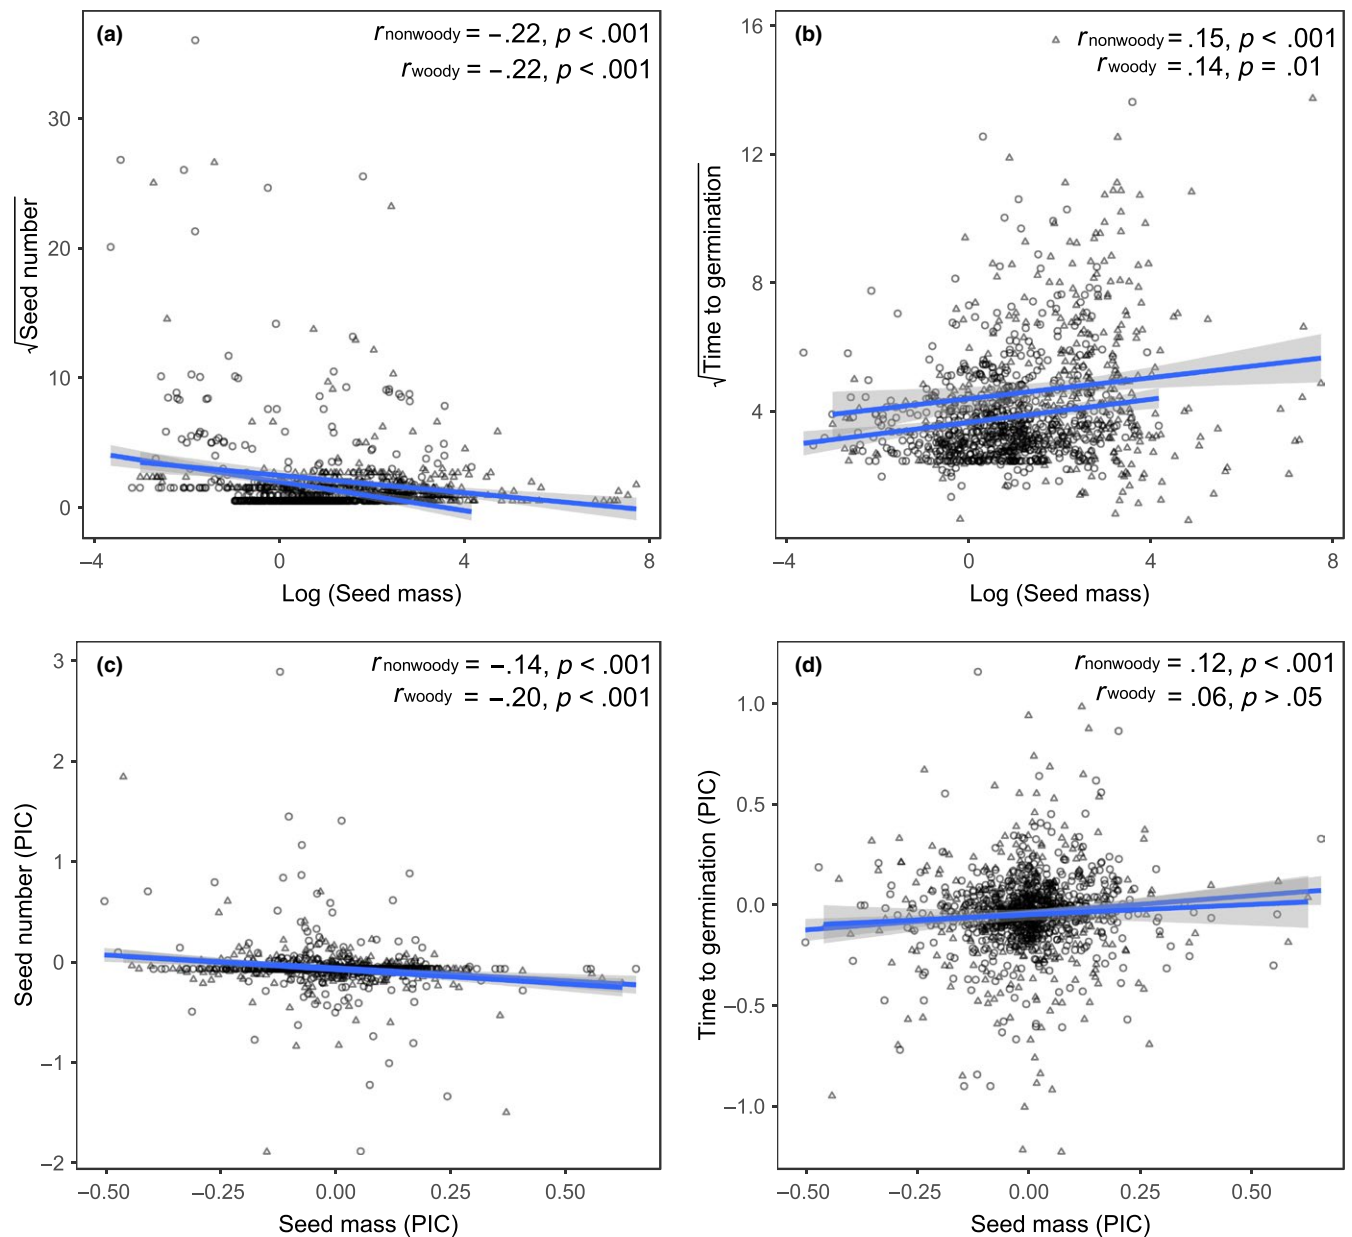 (a)
r nonwoody = –.22, p < .001
r woody = –.22, p < .001
30
20
10
0
√Seed number
–4 0 4 8
Log (Seed mass)
(b)
r nonwoody = .15, p < .001
r woody = .14, p = .01
16
12
8
4
√Time to germination
–4 0 4 8
Log (Seed mass)
(c)
r nonwoody = –.14, p < .001
r woody = –.20, p < .001
3
2
1
0
–1
–2
Seed number (PIC)
–0.50 –0.25 0.00 0.25 0.50
Seed mass (PIC)
(d)
r nonwoody = .12, p < .001
r woody = .06, p > .05
1.0
0.5
0.0
–0.5
–1.0
Time to germination (PIC)
–0.50 –0.25 0.00 0.25 0.50
Seed mass (PIC)